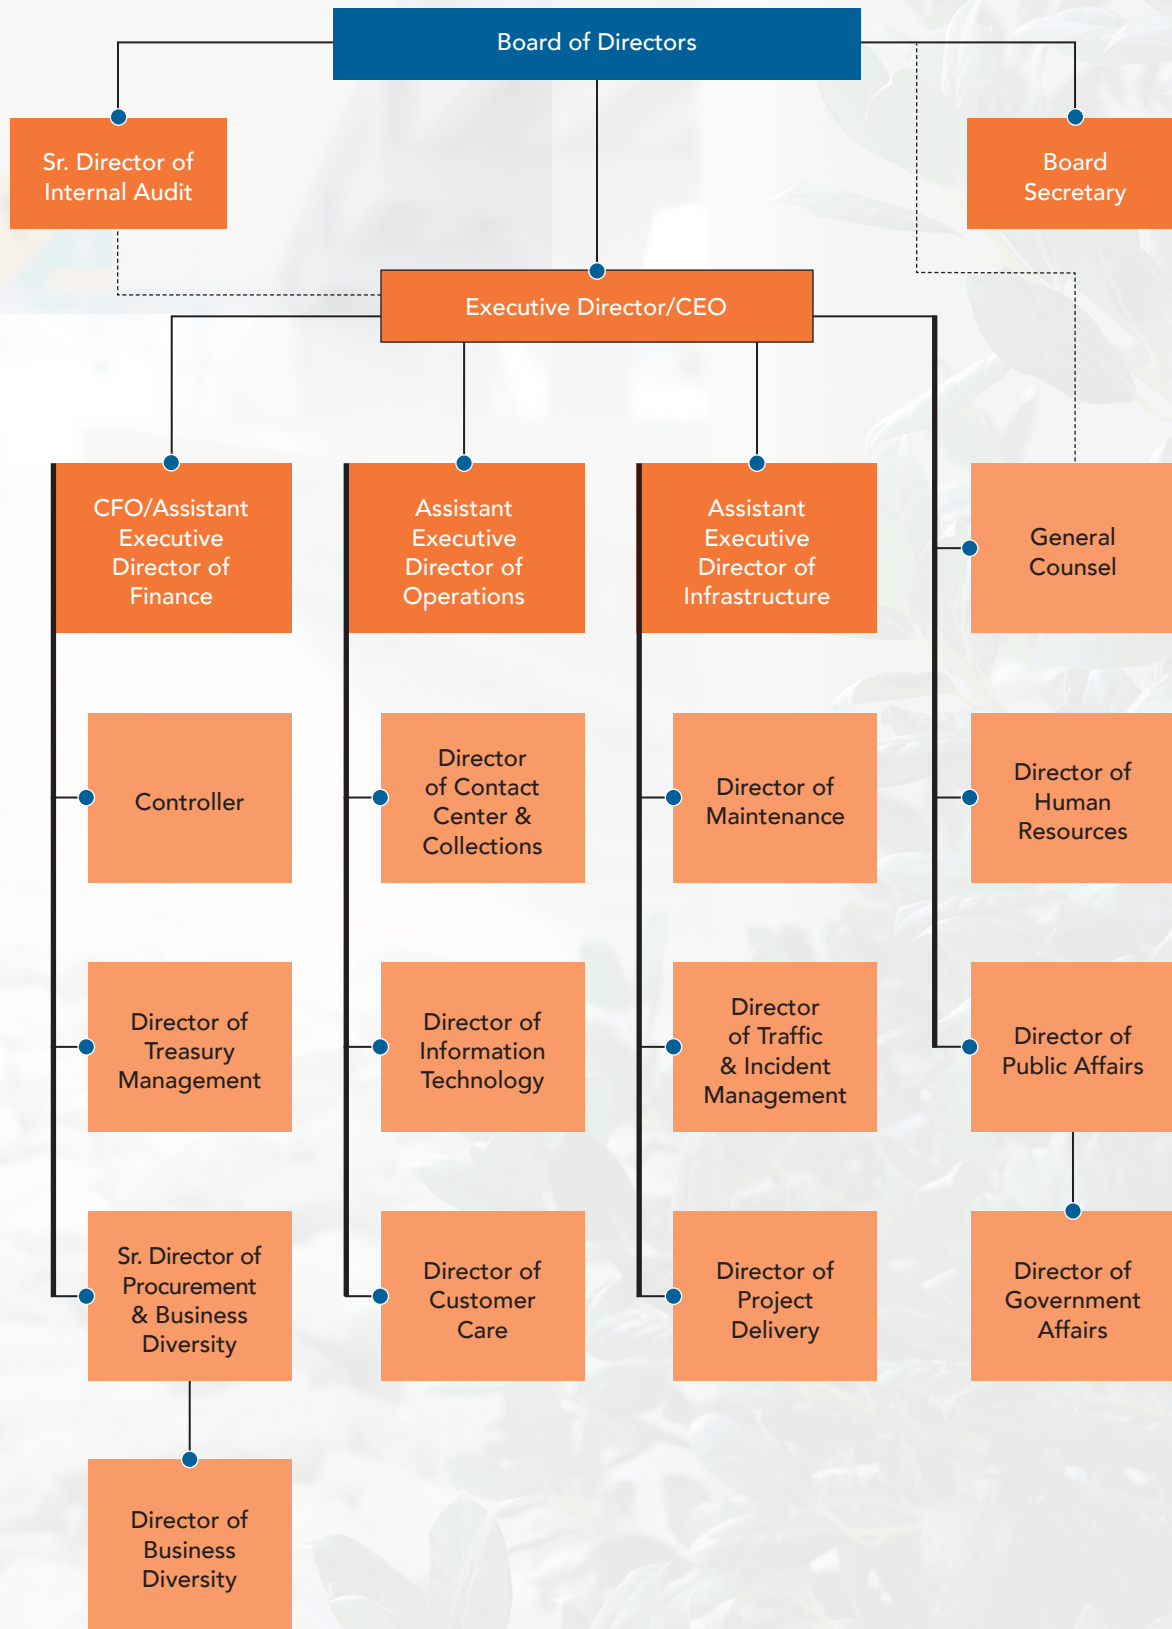 Board of Directors
Sr. Director of
Internal Audit
Board
Secretary
Executive Director/CEO
CFO/Assistant
Executive
Director of
Finance
Assistant
Executive
Director of
Operations
Assistant
Executive
Director of
Infrastructure
General
Counsel
Controller
Director
of Contact
Center &
Collections
Director of
Maintenance
Director of
Human
Resources
Director of
Treasury
Management
Director of
Information
Technology
Director
of Traffic
& Incident
Management
Director of
Public Affairs
Sr. Director of
Procurement
& Business
Diversity
Director of
Customer
Care
Director of
Project
Delivery
Director of
Government
Affairs
Director of
Business
Diversity